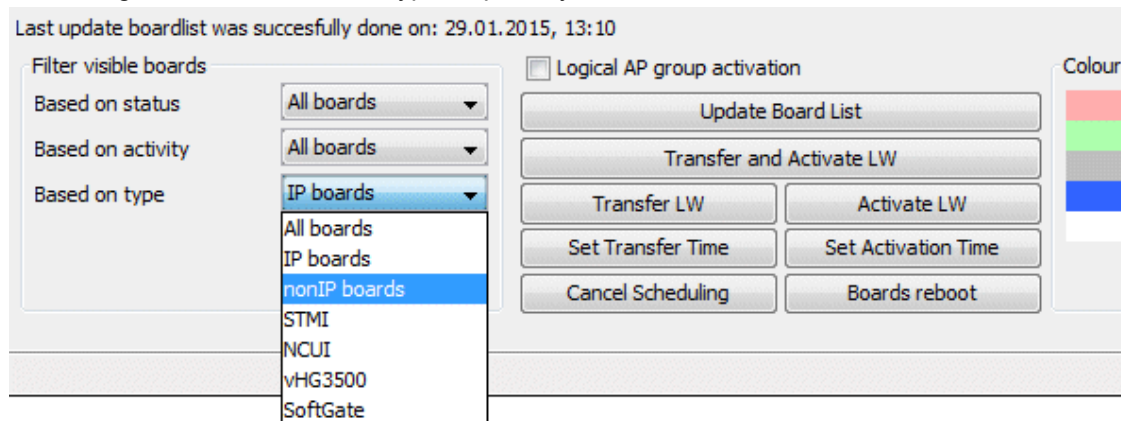 Last update boardlist was succesfully done on: 29.01.2015, 13:10
Filter visible boards
Based on status
All boards
Based on activity
All boards
Based on type
IP boards
All boards
IP boards
nonIP boards
STMI
NCUI
vHG3500
SoftGate
Logical AP group activation
Update Board List
Transfer and Activate LW
Transfer LW
Activate LW
Set Transfer Time
Set Activation Time
Cancel Scheduling
Boards reboot
Colour